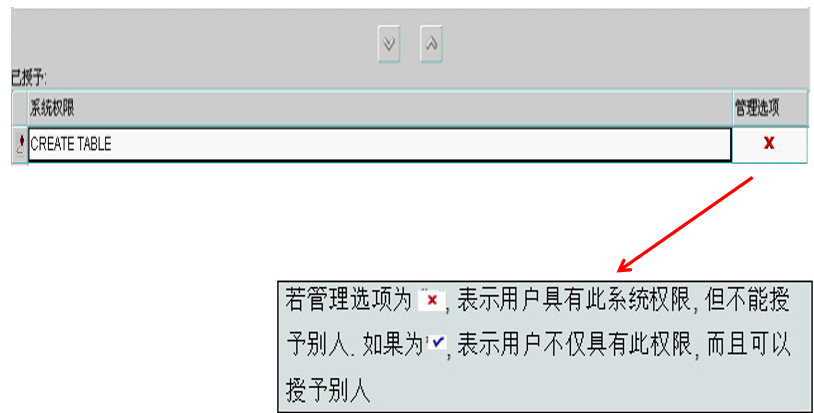 已授予:
系统权限 管理选项
CREATE TABLE ×
若管理选项为 ×, 表示用户具有此系统权限, 但不能授
予别人. 如果为 ✔, 表示用户不仅具有此权限, 而且可以
授予别人